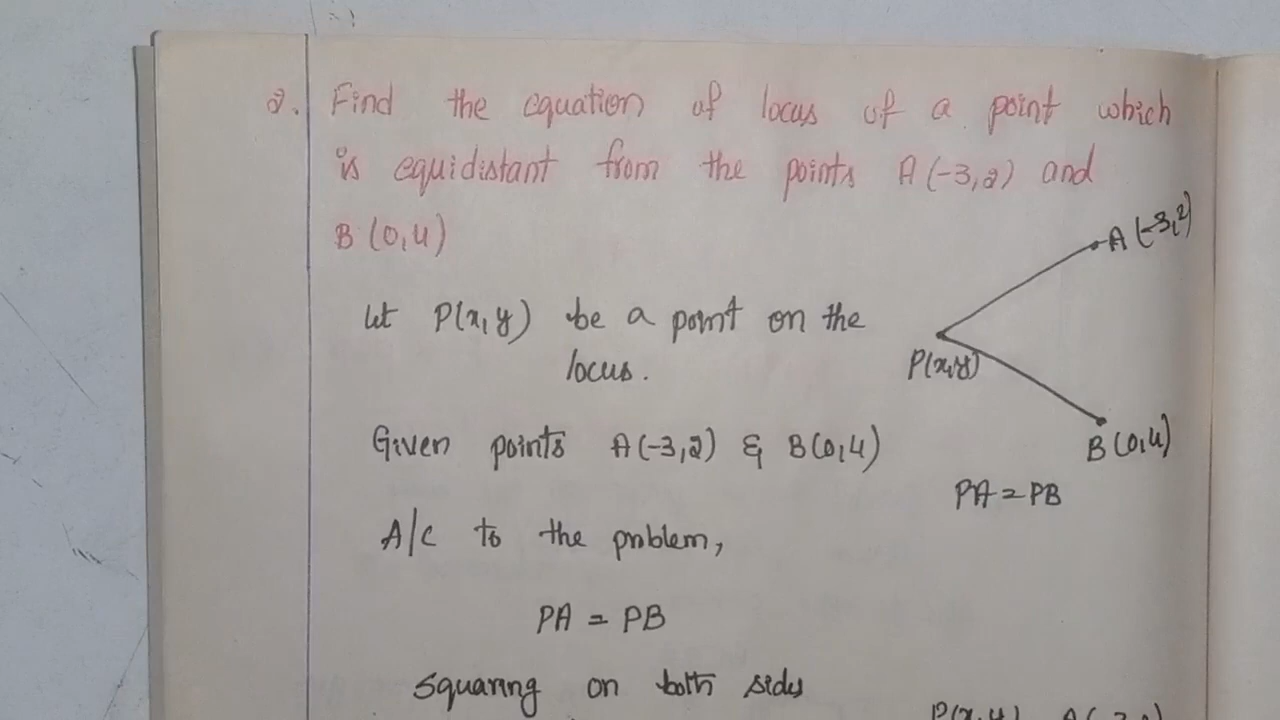 2. Find the equation of locus of a point which
is equidistant from the points A(-3,2) and
B(0,4)
A(-3,2)
Let P(x,y) be a point on the
locus.
P(x,y)
Given points A(-3,2) & B(0,4)
B(0,4)
PA=PB
A/C to the problem,
PA = PB
Squaring on both sides
P(x,y)